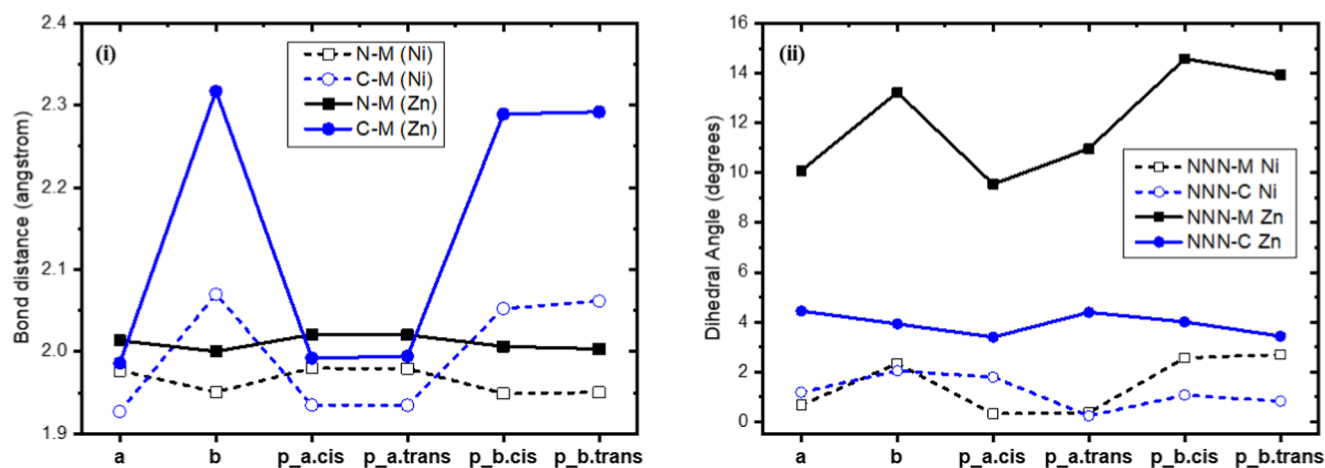 2.4
2.3
2.2
2.1
2.0
1.9
Bond distance (angstrom)
(i)
N-M (Ni)
C-M (Ni)
N-M (Zn)
C-M (Zn)
a b p_a.cis p_a.trans p_b.cis p_b.trans
16
14
12
10
8
6
4
2
0
Dihedral Angle (degrees)
(ii)
NNN-M Ni
NNN-C Ni
NNN-M Zn
NNN-C Zn
a b p_a.cis p_a.trans p_b.cis p_b.trans